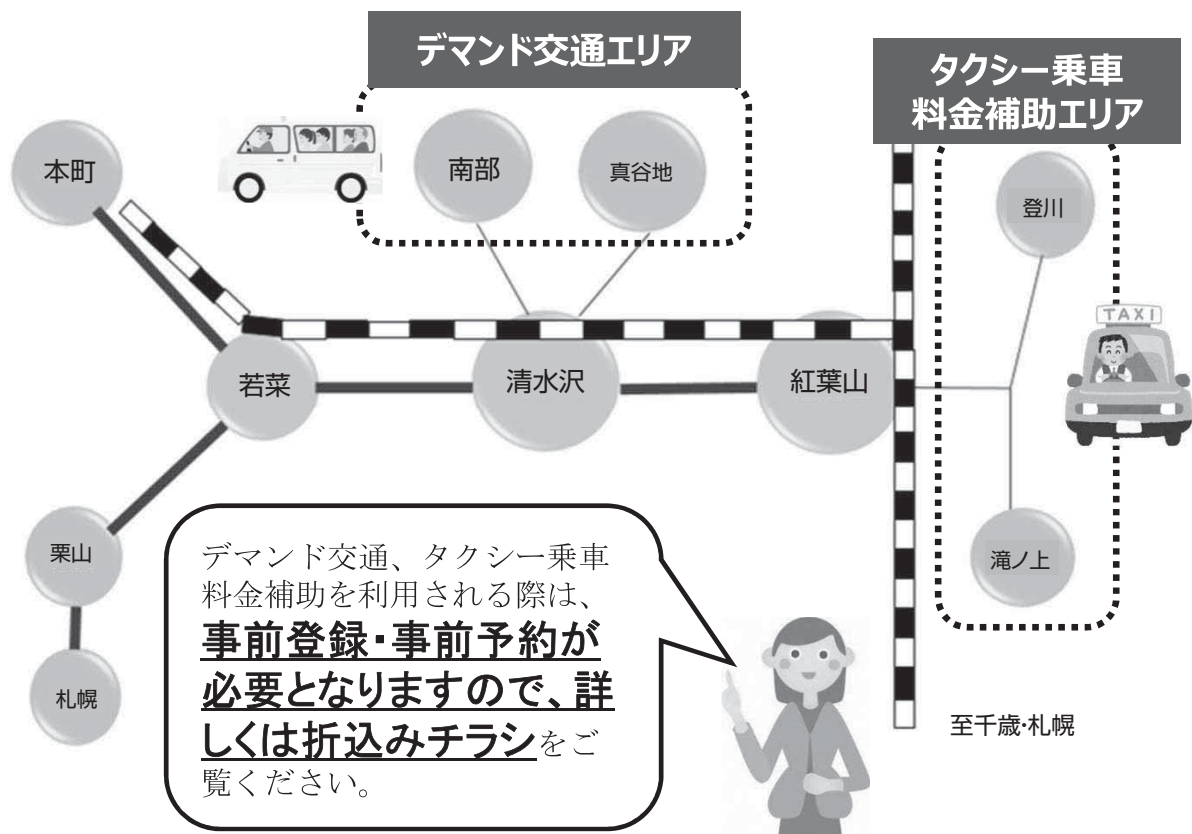 デマンド交通エリア
タクシー乗車
料金補助エリア
本町
南部
真谷地
登川
TAXI
若菜
清水沢
紅葉山
栗山
滝ノ上
札幌
デマンド交通、タクシー乗車
料金補助を利用される際は、
事前登録・事前予約が
必要となりますので、詳
しくは折込みチラシをご
覧ください。
至千歳・札幌